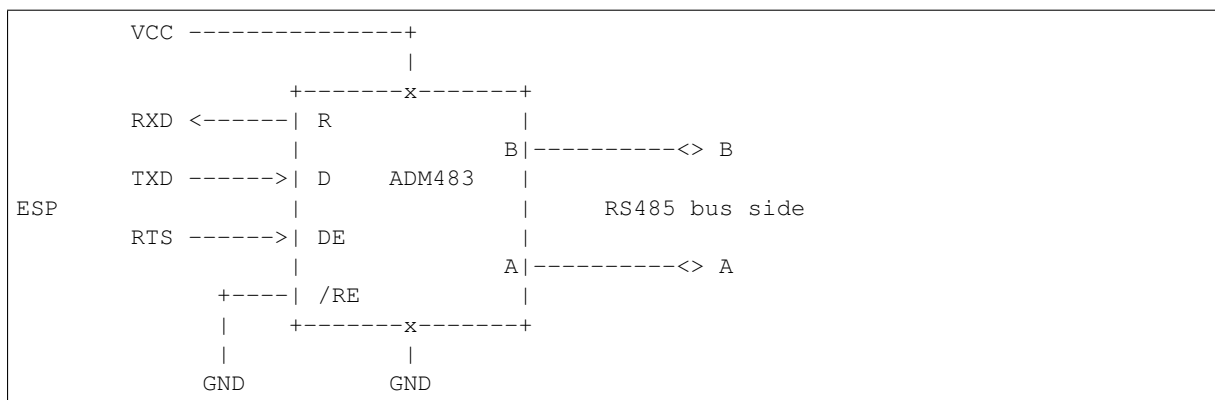 VCC ---------------+
|
+-------x-------+
RXD <------| R |
| B|----------<> B
TXD ------>| D ADM483 |
ESP | | RS485 bus side
RTS ------>| DE |
| A|----------<> A
+----| /RE |
| +-------x-------+
| |
GND GND